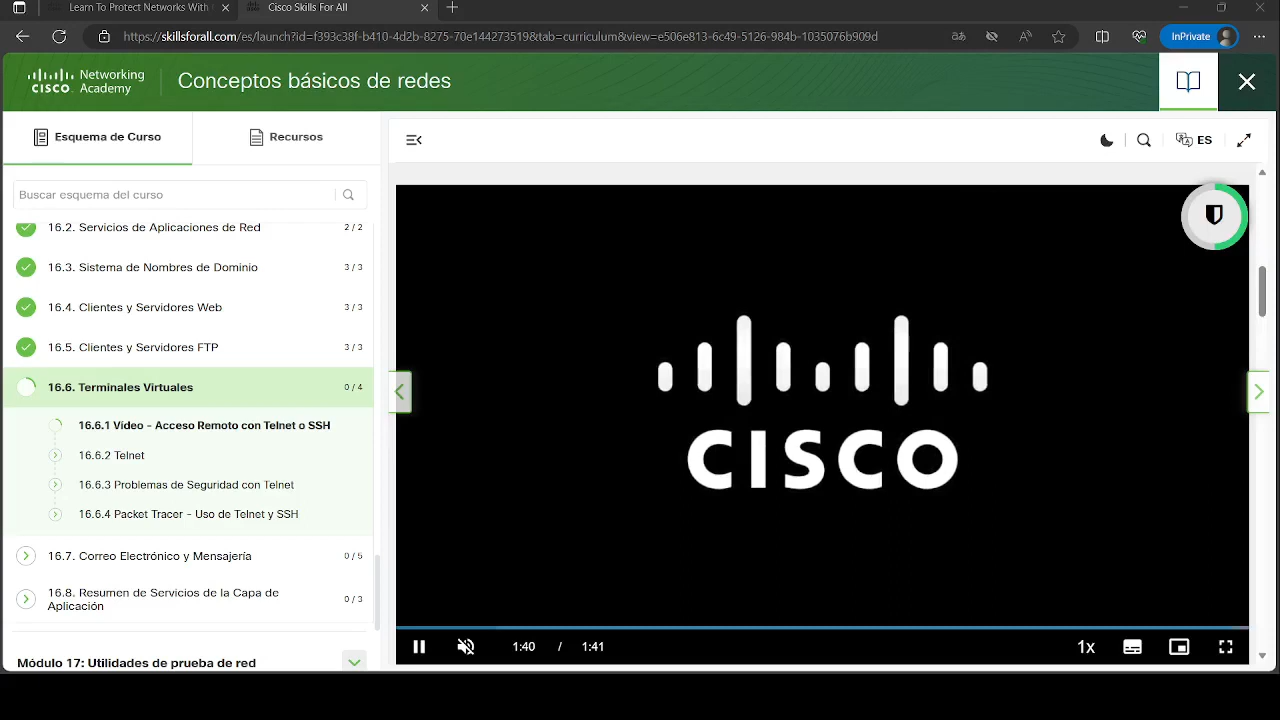 Learn To Protect Networks With
Cisco Skills For All
https://skillsforall.com/es/launch?id=f393c38f-b410-4d2b-8275-70e144273519&tab=curriculum&view=e506e813-6c49-5126-984b-1035076b909d
InPrivate
CISCO Networking Academy
Conceptos básicos de redes
Esquema de Curso
Recursos
ES
Buscar esquema del curso
16.2. Servicios de Aplicaciones de Red 2 / 2
16.3. Sistema de Nombres de Dominio 3 / 3
16.4. Clientes y Servidores Web 3 / 3
16.5. Clientes y Servidores FTP 3 / 3
16.6. Terminales Virtuales 0 / 4
16.6.1 Vídeo - Acceso Remoto con Telnet o SSH
16.6.2 Telnet
16.6.3 Problemas de Seguridad con Telnet
16.6.4 Packet Tracer - Uso de Telnet y SSH
16.7. Correo Electrónico y Mensajería 0 / 5
16.8. Resumen de Servicios de la Capa de
Aplicación 0 / 3
Módulo 17: Utilidades de prueba de red
CISCO
1:40 / 1:41
1x